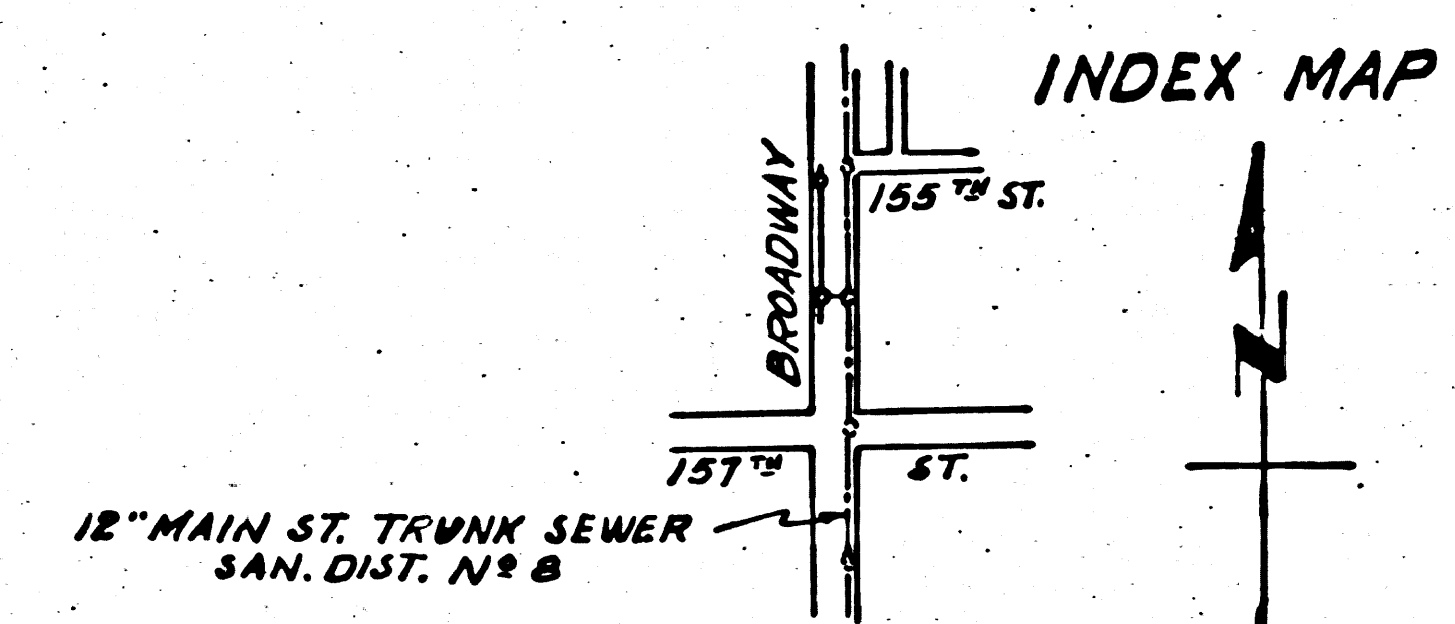 INDEX MAP
BROADWAY
155TH ST.
N
157TH ST.
12" MAIN ST. TRUNK SEWER
SAN. DIST. Nº 8